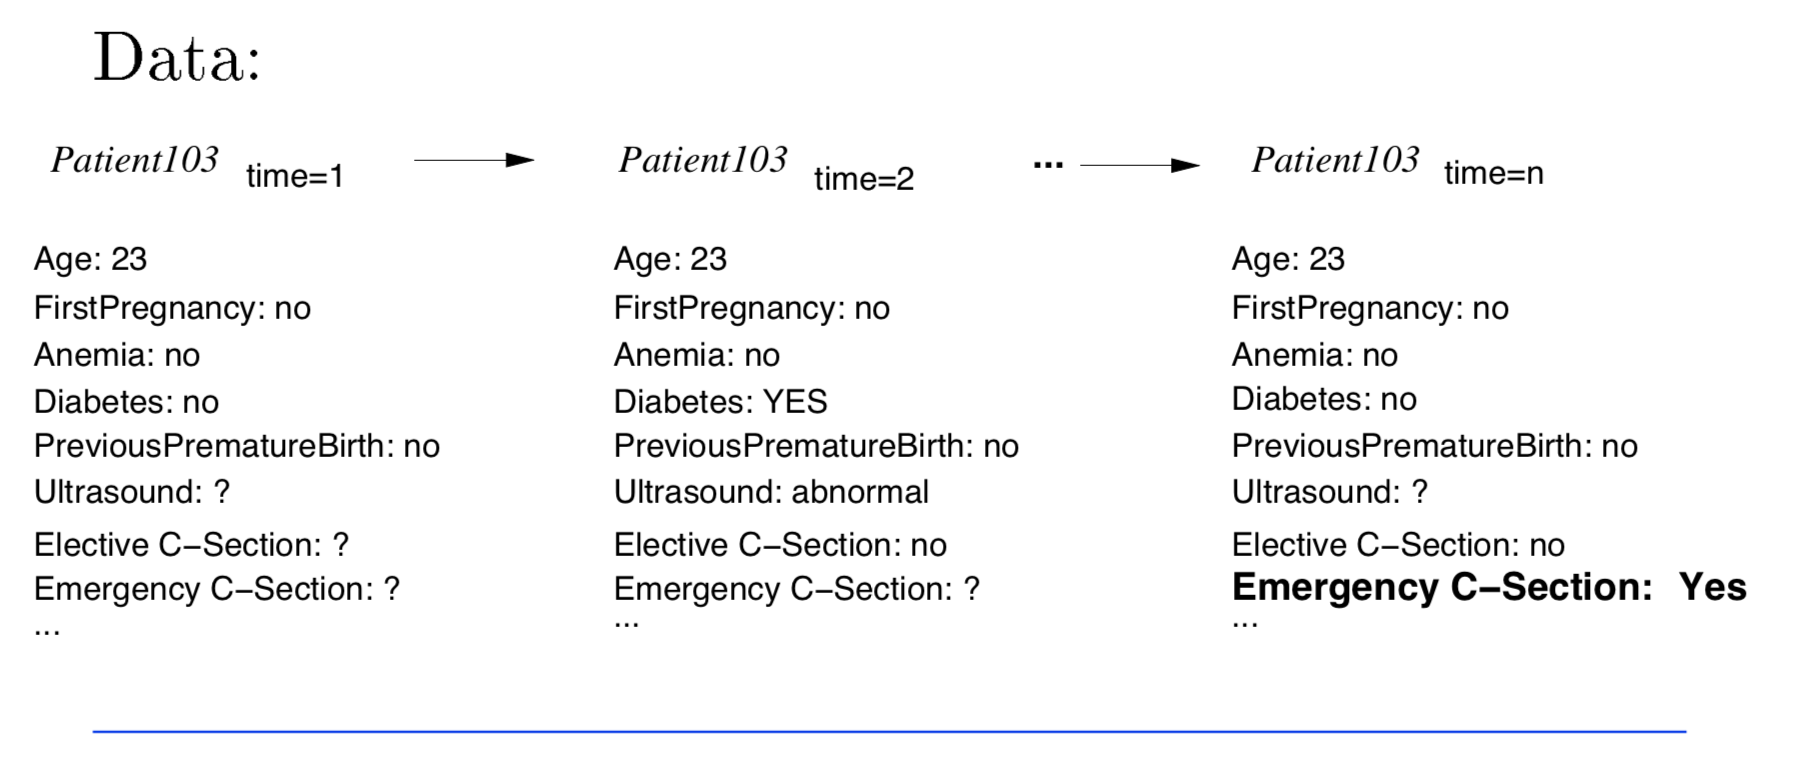 Data:
Patient103 time=1
Patient103 time=2
...
Patient103 time=n
Age: 23
FirstPregnancy: no
Anemia: no
Diabetes: no
PreviousPrematureBirth: no
Ultrasound: ?
Elective C–Section: ?
Emergency C–Section: ?
...
Age: 23
FirstPregnancy: no
Anemia: no
Diabetes: YES
PreviousPrematureBirth: no
Ultrasound: abnormal
Elective C–Section: no
Emergency C–Section: ?
...
Age: 23
FirstPregnancy: no
Anemia: no
Diabetes: no
PreviousPrematureBirth: no
Ultrasound: ?
Elective C–Section: no
Emergency C–Section: Yes
...